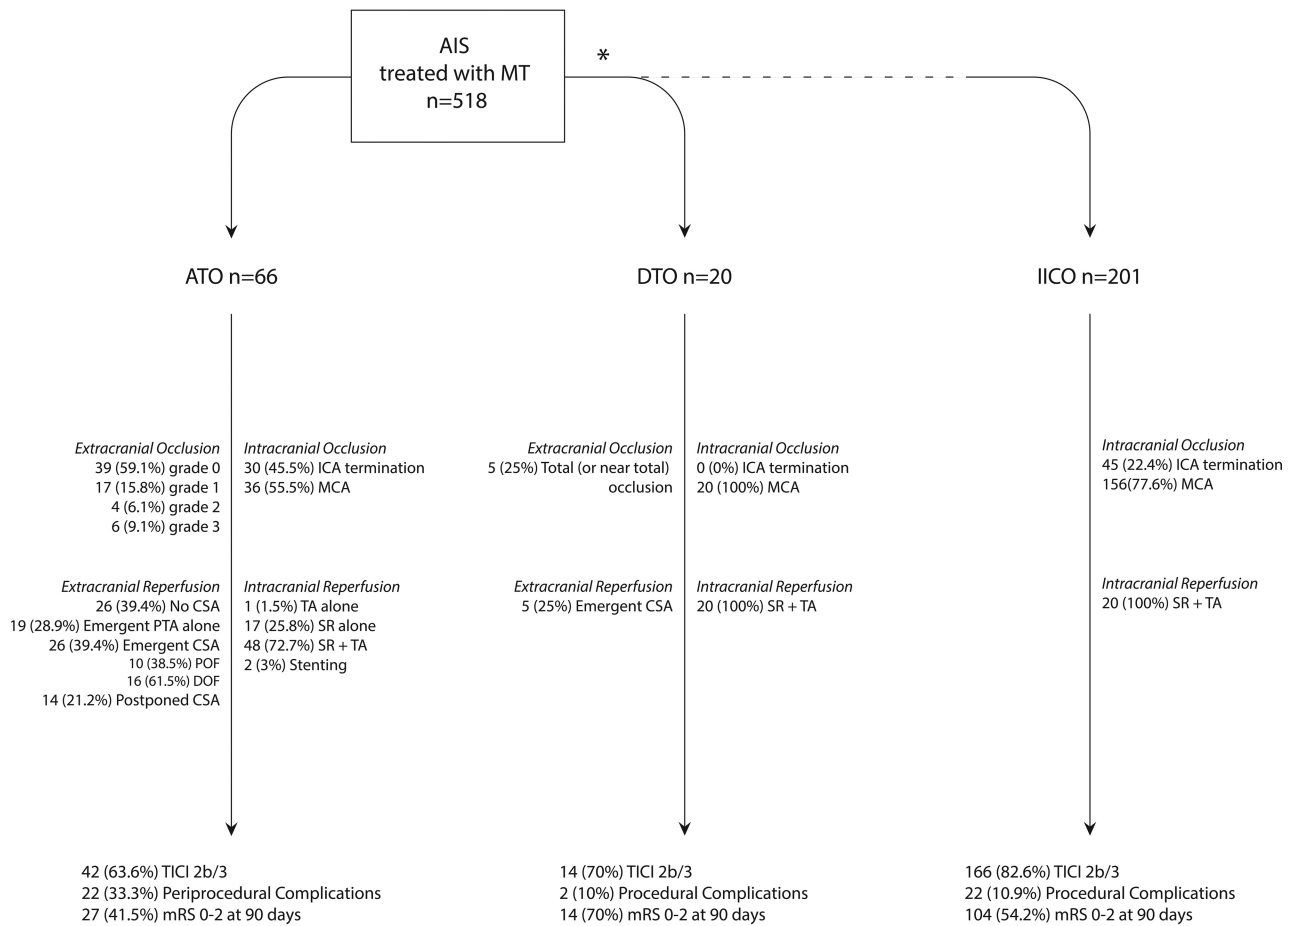 AIS
treated with MT
n=518
*
ATO n=66
DTO n=20
IICO n=201
Extracranial Occlusion
39 (59.1%) grade 0
17 (15.8%) grade 1
4 (6.1%) grade 2
6 (9.1%) grade 3
Intracranial Occlusion
30 (45.5%) ICA termination
36 (55.5%) MCA
Extracranial Reperfusion
26 (39.4%) No CSA
19 (28.9%) Emergent PTA alone
26 (39.4%) Emergent CSA
10 (38.5%) POF
16 (61.5%) DOF
14 (21.2%) Postponed CSA
Intracranial Reperfusion
1 (1.5%) TA alone
17 (25.8%) SR alone
48 (72.7%) SR + TA
2 (3%) Stenting
Extracranial Occlusion
5 (25%) Total (or near total)
occlusion
Intracranial Occlusion
0 (0%) ICA termination
20 (100%) MCA
Extracranial Reperfusion
5 (25%) Emergent CSA
Intracranial Reperfusion
20 (100%) SR + TA
Intracranial Occlusion
45 (22.4%) ICA termination
156(77.6%) MCA
Intracranial Reperfusion
20 (100%) SR + TA
42 (63.6%) TICI 2b/3
22 (33.3%) Periprocedural Complications
27 (41.5%) mRS 0-2 at 90 days
14 (70%) TICI 2b/3
2 (10%) Procedural Complications
14 (70%) mRS 0-2 at 90 days
166 (82.6%) TICI 2b/3
22 (10.9%) Procedural Complications
104 (54.2%) mRS 0-2 at 90 days